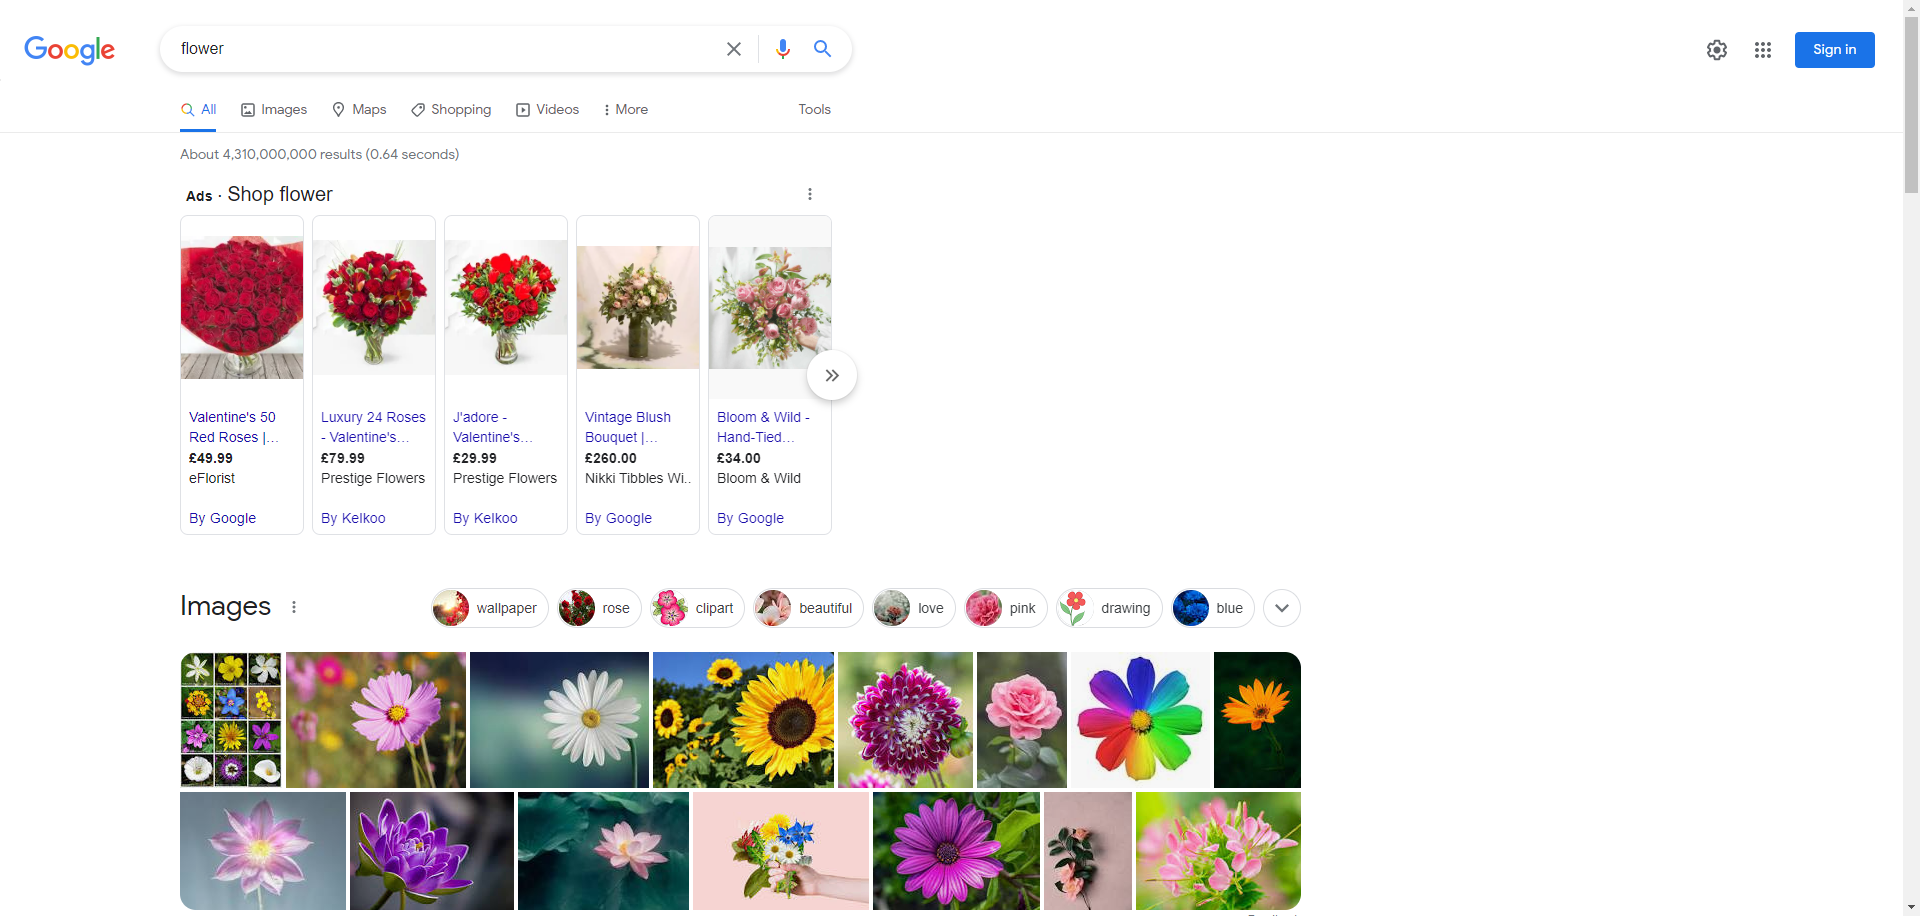 Google
flower
Sign in
All
Images
Maps
Shopping
Videos
More
Tools
About 4,310,000,000 results (0.64 seconds)
Ads · Shop flower
Valentine's 50
Red Roses |...
£49.99
eFlorist
By Google
Luxury 24 Roses
- Valentine's...
£79.99
Prestige Flowers
By Kelkoo
J'adore -
Valentine's...
£29.99
Prestige Flowers
By Kelkoo
Vintage Blush
Bouquet |...
£260.00
Nikki Tibbles Wi..
By Google
Bloom & Wild -
Hand-Tied...
£34.00
Bloom & Wild
By Google
Images
wallpaper
rose
clipart
beautiful
love
pink
drawing
blue